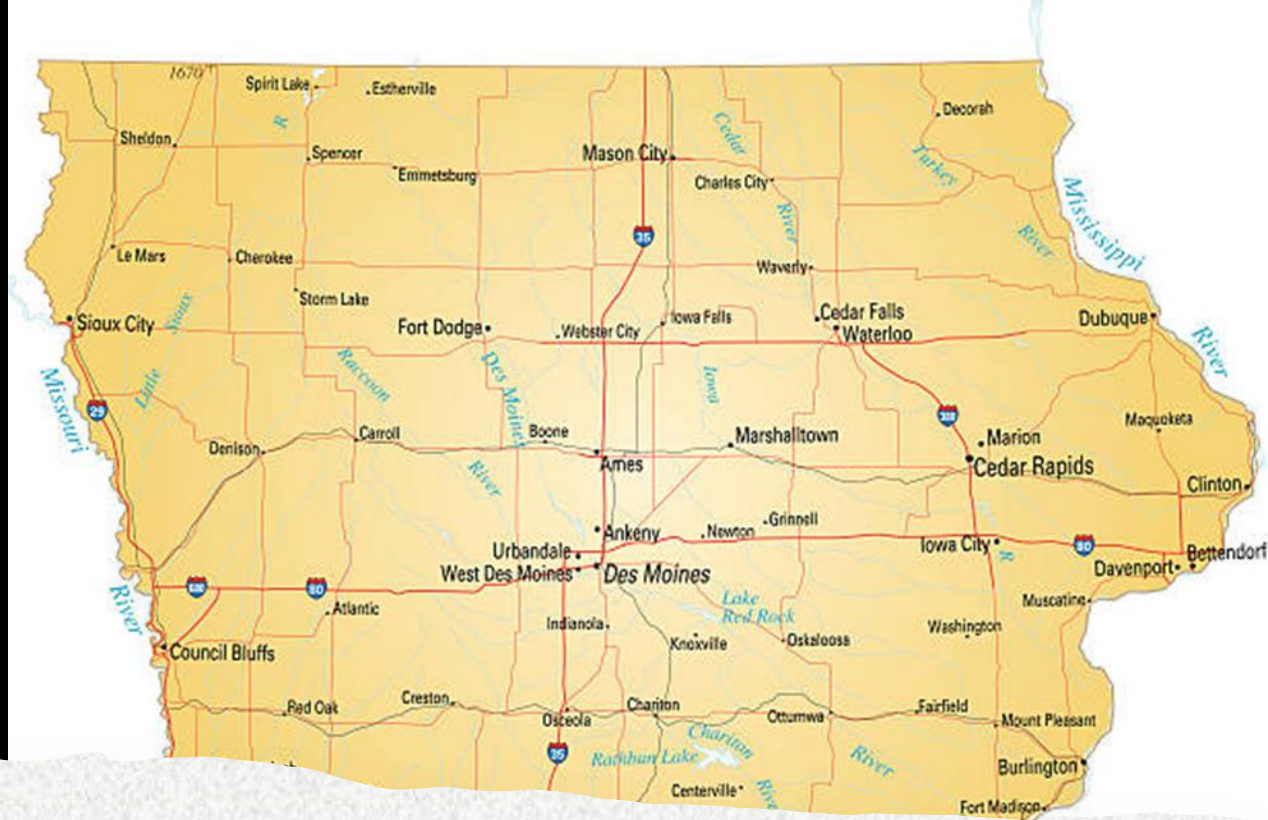 1670
Spirit Lake
Estherville
Decorah
R
Cedar
Sheldon
Spencer
Mason City
Emmetsburg
Charles City
Turkey
Mississippi
River
River
Le Mars
Cherokee
Waverly
Storm Lake
Sioux
Sioux City
Fort Dodge
Webster City
Iowa Falls
Cedar Falls
Waterloo
Dubuque
River
35
Missouri
Little
Raccoon
Des Moines
Iowa
29
Denison
Carroll
Boone
Ames
Marshalltown
Marion
Cedar Rapids
Maquoketa
Clinton
River
Ankeny
Newton
Grinnell
Urbandale
Iowa City
R
80
Bettendorf
West Des Moines
Des Moines
Davenport
River
80
Atlantic
Lake
Red Rock
Muscatine
Indianola
Knoxville
Oskaloosa
Washington
Council Bluffs
Red Oak
Creston
Osceola
Chariton
Ottumwa
Fairfield
Mount Pleasant
35
Rathbun Lake
Chariton
River
Burlington
Centerville
Fort Madison